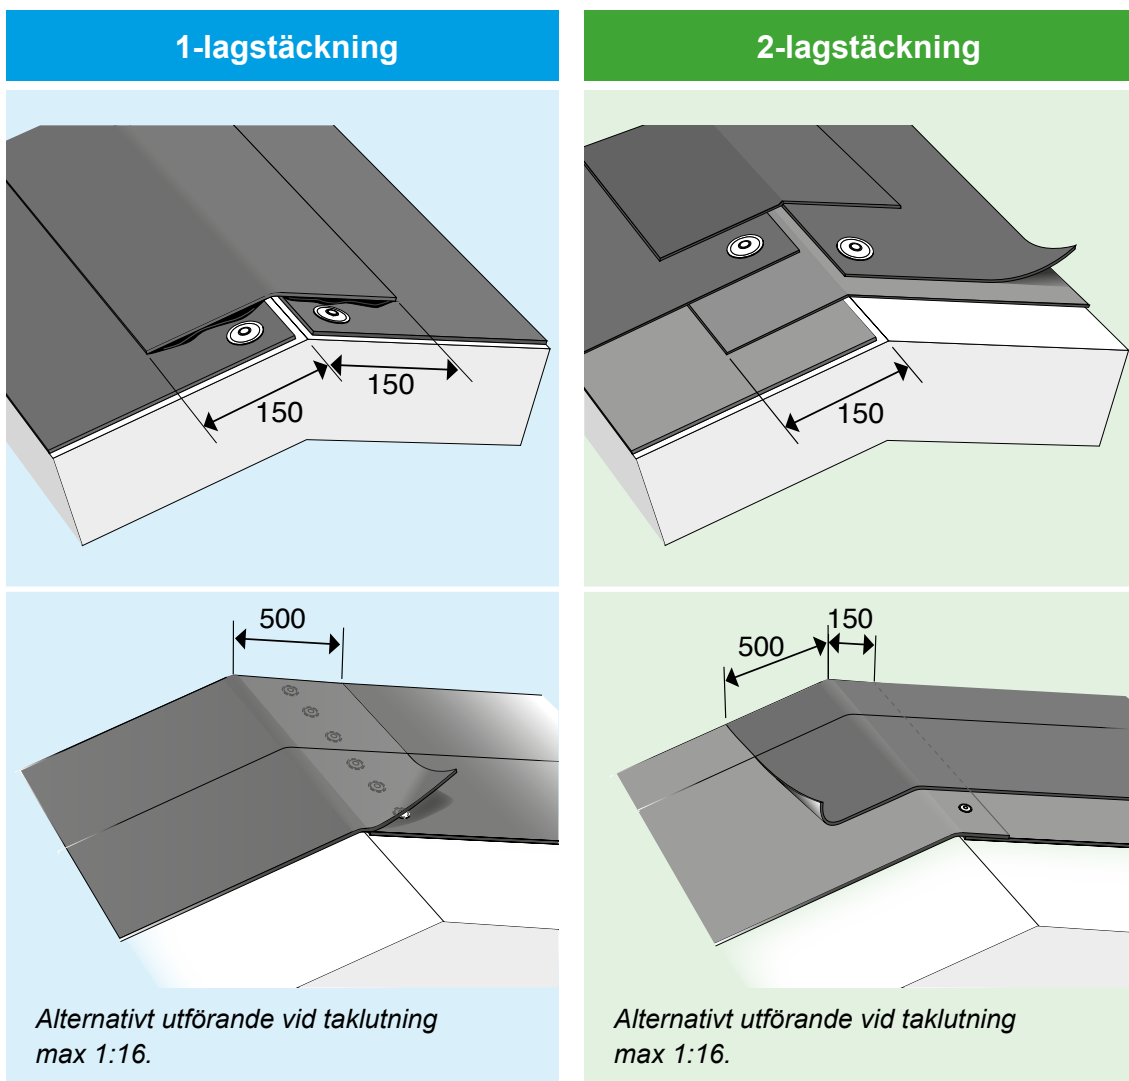 1-lagstäckning
150
150
500
Alternativt utförande vid taklutning
max 1:16.
2-lagstäckning
150
500
150
Alternativt utförande vid taklutning
max 1:16.